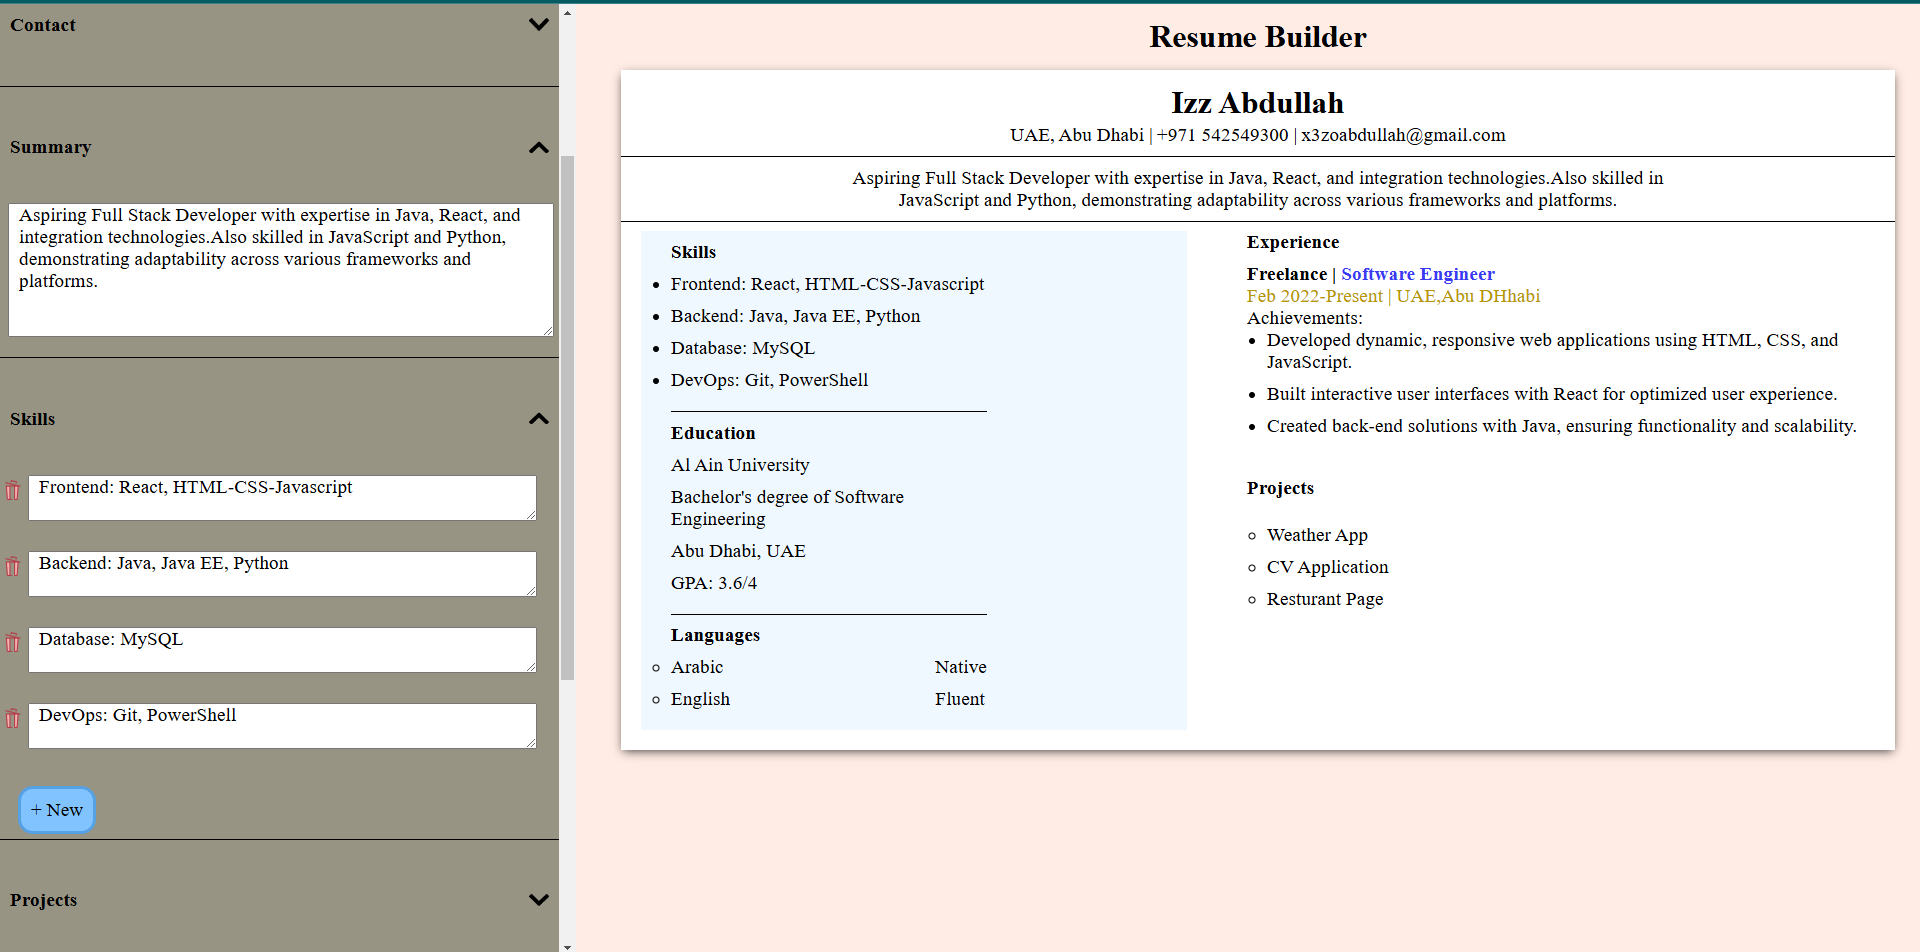 Contact
Summary
Aspiring Full Stack Developer with expertise in Java, React, and
integration technologies.Also skilled in JavaScript and Python,
demonstrating adaptability across various frameworks and
platforms.
Skills
Frontend: React, HTML-CSS-Javascript
Backend: Java, Java EE, Python
Database: MySQL
DevOps: Git, PowerShell
+ New
Projects
Resume Builder
Izz Abdullah
UAE, Abu Dhabi | +971 542549300 | x3zoabdullah@gmail.com
Aspiring Full Stack Developer with expertise in Java, React, and integration technologies.Also skilled in
JavaScript and Python, demonstrating adaptability across various frameworks and platforms.
Skills
Frontend: React, HTML-CSS-Javascript
Backend: Java, Java EE, Python
Database: MySQL
DevOps: Git, PowerShell
Education
Al Ain University
Bachelor's degree of Software
Engineering
Abu Dhabi, UAE
GPA: 3.6/4
Languages
Arabic Native
English Fluent
Experience
Freelance | Software Engineer
Feb 2022-Present | UAE,Abu DHhabi
Achievements:
Developed dynamic, responsive web applications using HTML, CSS, and
JavaScript.
Built interactive user interfaces with React for optimized user experience.
Created back-end solutions with Java, ensuring functionality and scalability.
Projects
Weather App
CV Application
Resturant Page